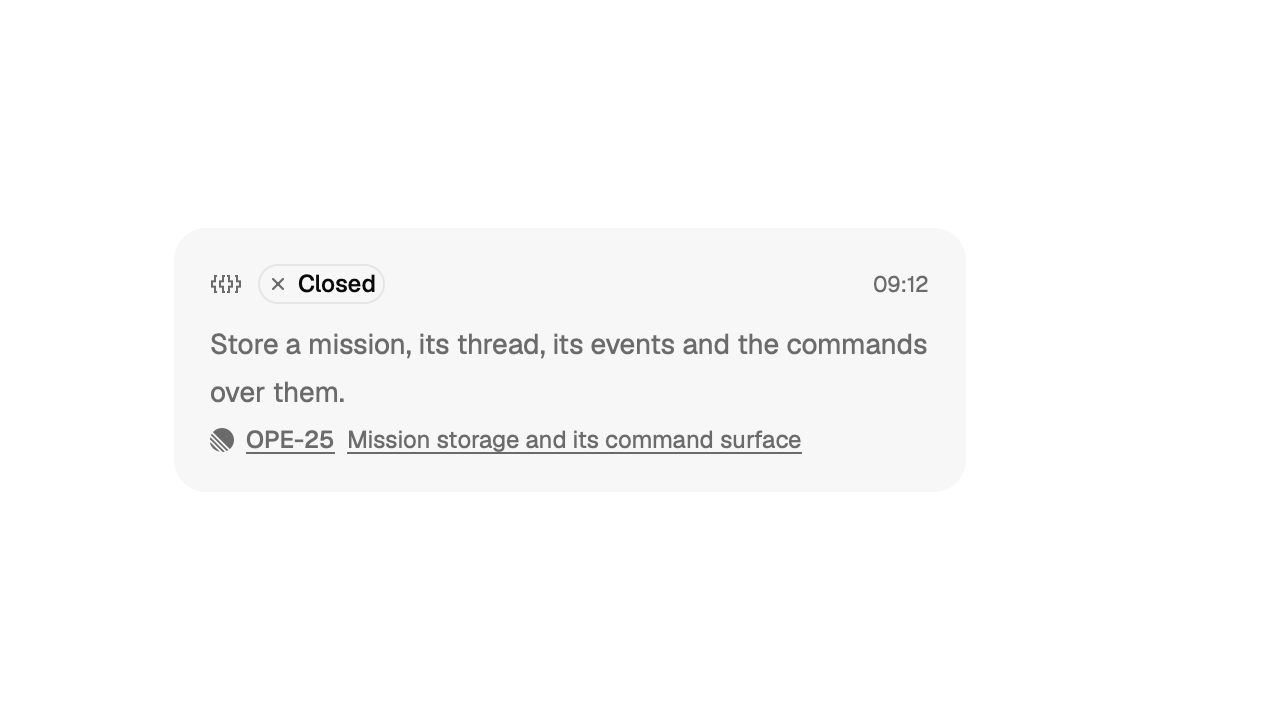 Closed
09:12
Store a mission, its thread, its events and the commands
over them.
OPE-25 Mission storage and its command surface